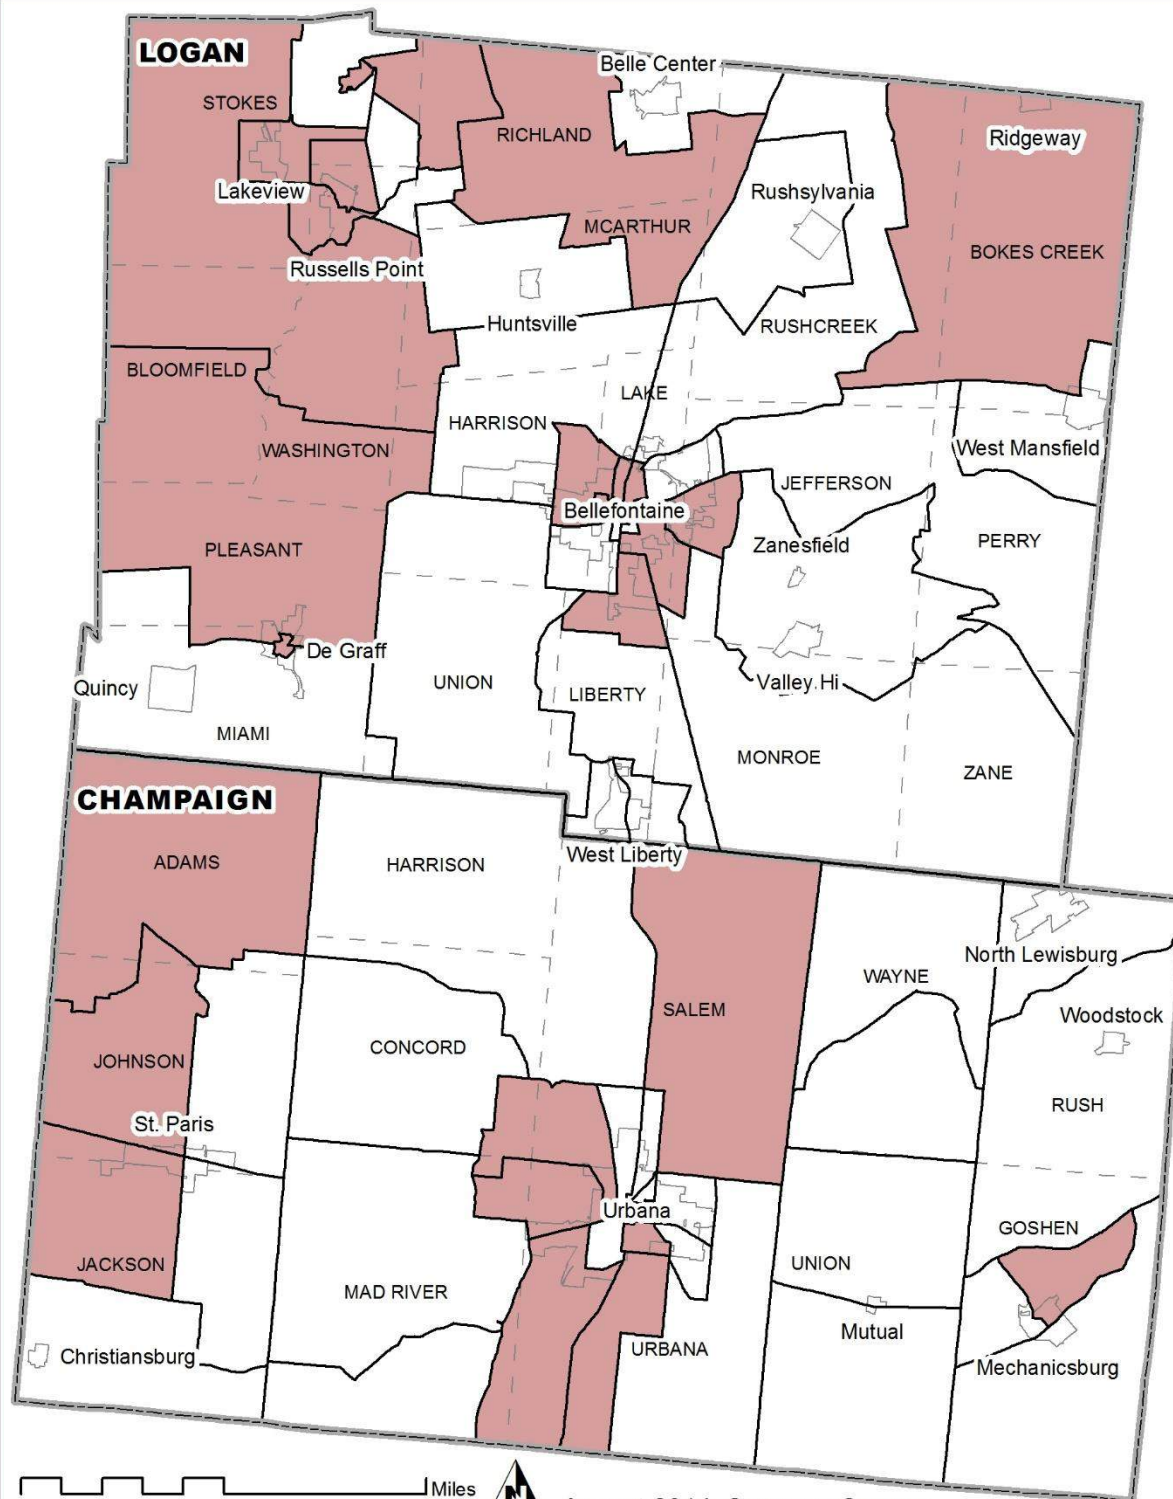 LOGAN
Belle Center
STOKES
RICHLAND
Ridgeway
Lakeview
Rushsylvania
MCARTHUR
BOKES CREEK
Russells Point
Huntsville
RUSHCREEK
BLOOMFIELD
LAKE
HARRISON
WASHINGTON
West Mansfield
JEFFERSON
Bellefontaine
PLEASANT
Zanesfield
PERRY
De Graff
Quincy
UNION
LIBERTY
Valley Hi
MIAMI
MONROE
ZANE
CHAMPAIGN
ADAMS
HARRISON
West Liberty
North Lewisburg
WAYNE
SALEM
Woodstock
CONCORD
JOHNSON
RUSH
St. Paris
Urbana
GOSHEN
JACKSON
UNION
MAD RIVER
Mutual
URBANA
Christiansburg
Mechanicsburg
Miles
N